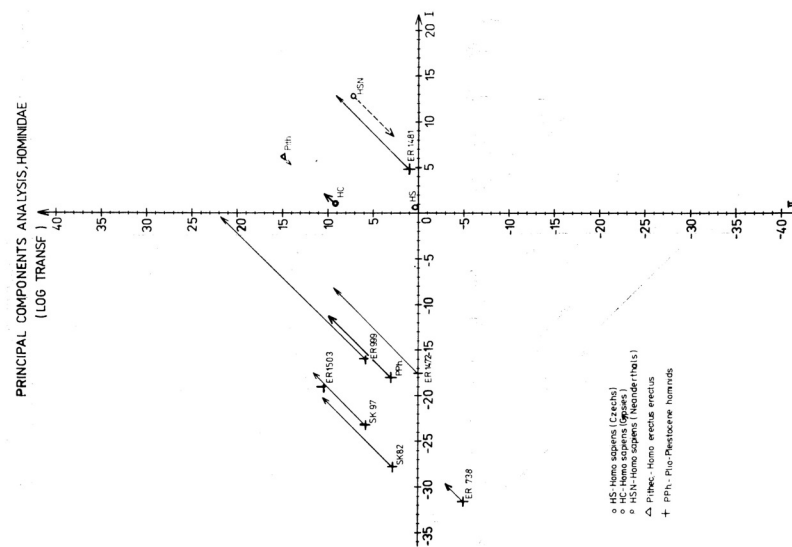 PRINCIPAL COMPONENTS ANALYSIS, HOMINIDAE
(LOG TRANSF )
40
35
30
25
20
15
10
5
0
-5
-10
-15
-20
-25
-30
-35
-40
II
-35
-30
-25
-20
-15
-10
-5
5
10
15
20
I
HSN
Pith
ER 1481
HC
HS
ER 999
ER 1503
PPh
ER 1472
SK 97
SK82
ER 738
HS-Homo sapiens (Czechs)
HC-Homo sapiens (Gypsies)
HSN-Homo sapiens (Neanderthals)
Pithec.- Homo erectus erectus
PPh.- Plio-Pleistocene hominids